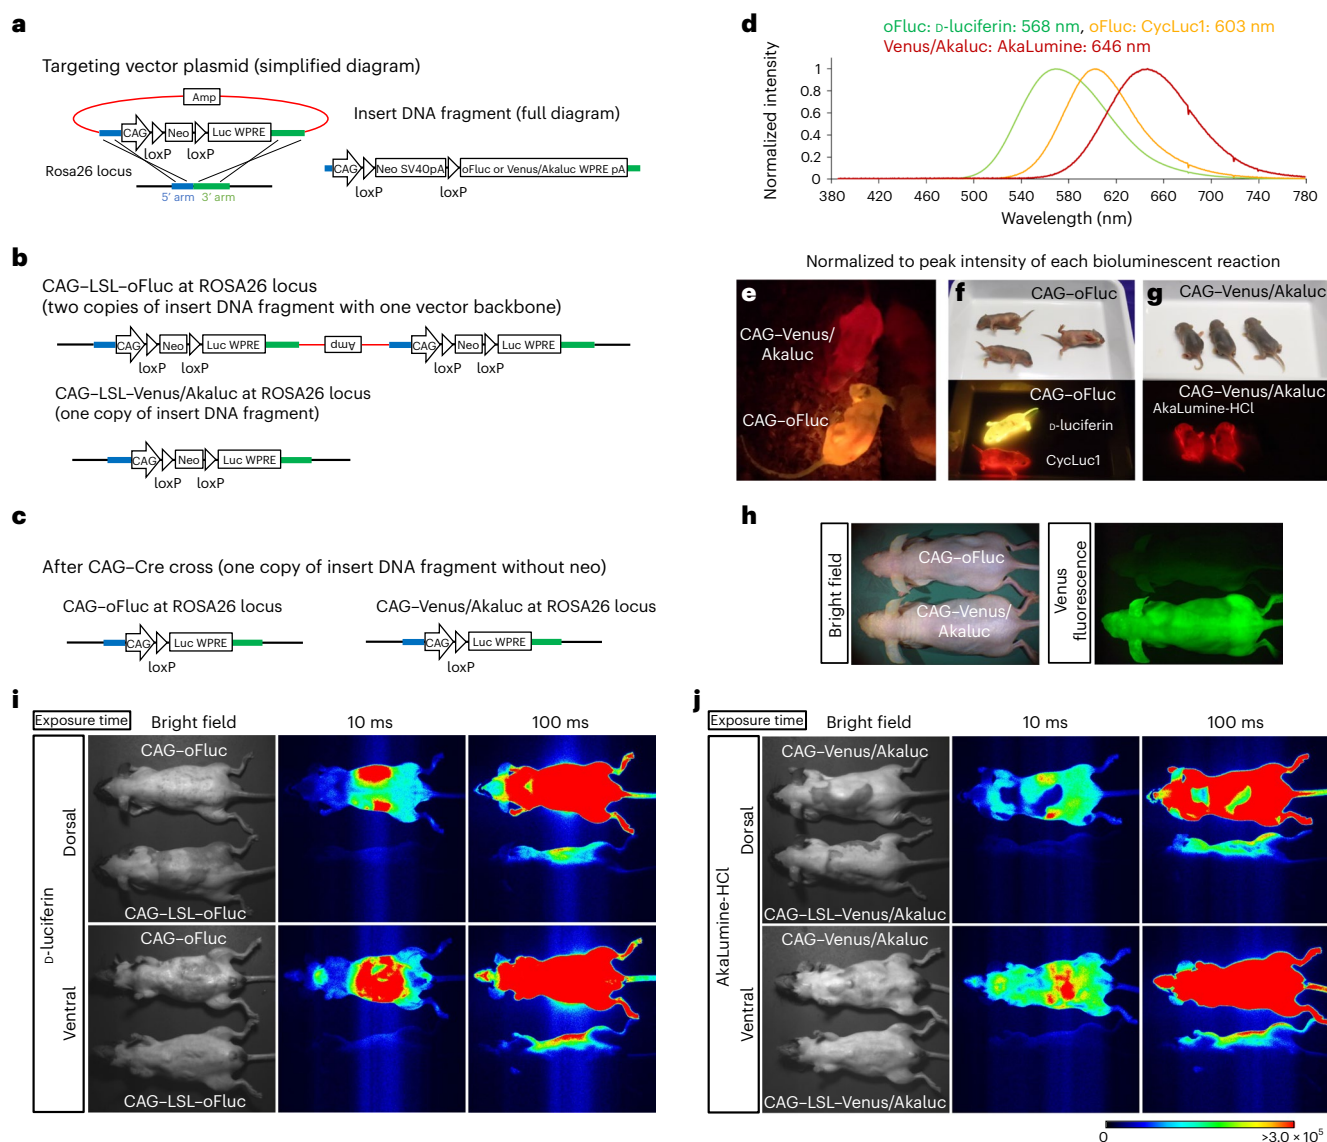 a
Targeting vector plasmid (simplified diagram)
Amp
CAG
Neo
Luc WPRE
loxP
loxP
Rosa26 locus
5′ arm
3′ arm
Insert DNA fragment (full diagram)
CAG
Neo SV40pA
oFluc or Venus/Akaluc WPRE pA
loxP
loxP
b
CAG–LSL–oFluc at ROSA26 locus
(two copies of insert DNA fragment with one vector backbone)
CAG
Neo
Luc WPRE
Amp
CAG
Neo
Luc WPRE
loxP
loxP
loxP
loxP
CAG–LSL–Venus/Akaluc at ROSA26 locus
(one copy of insert DNA fragment)
CAG
Neo
Luc WPRE
loxP
loxP
c
After CAG–Cre cross (one copy of insert DNA fragment without neo)
CAG–oFluc at ROSA26 locus
CAG
Luc WPRE
loxP
CAG–Venus/Akaluc at ROSA26 locus
CAG
Luc WPRE
loxP
d
oFluc: D-luciferin: 568 nm, oFluc: CycLuc1: 603 nm
Venus/Akaluc: AkaLumine: 646 nm
Normalized intensity
1
0.8
0.6
0.4
0.2
0
380 420 460 500 540 580 620 660 700 740 780
Wavelength (nm)
Normalized to peak intensity of each bioluminescent reaction
e
CAG–Venus/
Akaluc
CAG–oFluc
f
CAG–oFluc
CAG–oFluc
D-luciferin
CycLuc1
g
CAG–Venus/Akaluc
CAG–Venus/Akaluc
AkaLumine-HCl
h
Bright field
CAG–oFluc
CAG–Venus/
Akaluc
Venus
fluorescence
i
Exposure time
Bright field
10 ms
100 ms
D-luciferin
Dorsal
CAG–oFluc
CAG–LSL–oFluc
Ventral
CAG–oFluc
CAG–LSL–oFluc
j
Exposure time
Bright field
10 ms
100 ms
AkaLumine-HCl
Dorsal
CAG–Venus/Akaluc
CAG–LSL–Venus/Akaluc
Ventral
CAG–Venus/Akaluc
CAG–LSL–Venus/Akaluc
0
>3.0 × 10⁵